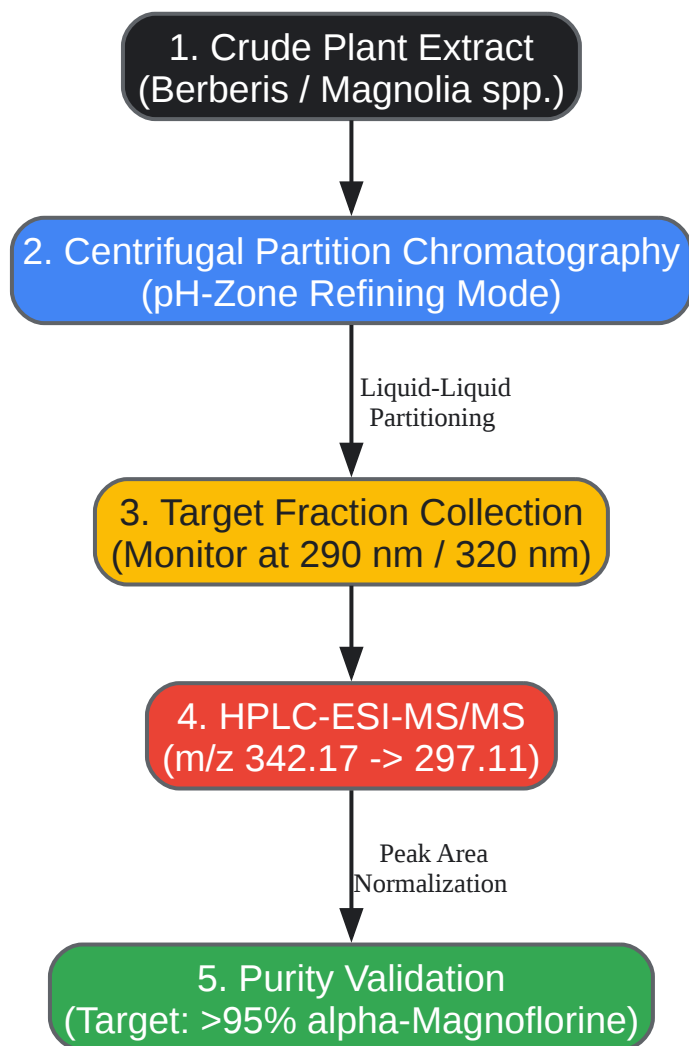 1. Crude Plant Extract
(Berberis / Magnolia spp.)
2. Centrifugal Partition Chromatography
(pH-Zone Refining Mode)
Liquid-Liquid
Partitioning
3. Target Fraction Collection
(Monitor at 290 nm / 320 nm)
4. HPLC-ESI-MS/MS
(m/z 342.17 -> 297.11)
Peak Area
Normalization
5. Purity Validation
(Target: >95% alpha-Magnoflorine)